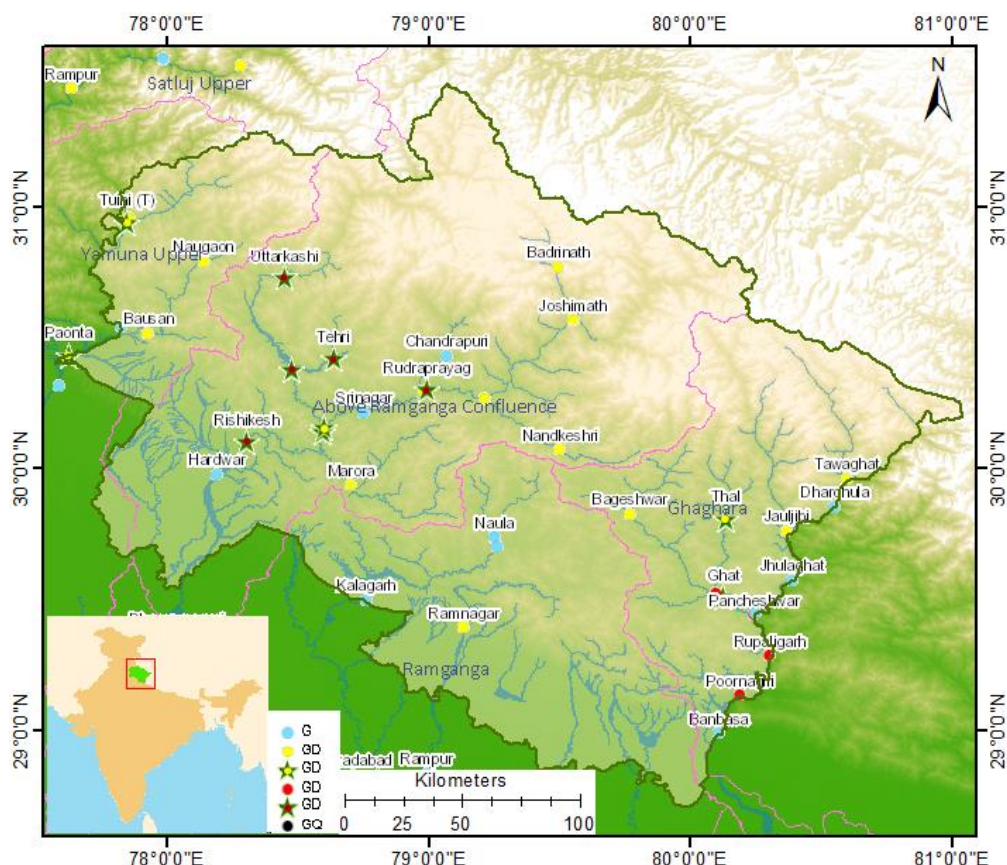 78°0'0"E 79°0'0"E 80°0'0"E 81°0'0"E
N
Rampur
Satluj Upper
31°0'0"N
31°0'0"N
Tuini (T)
Naugaon
Yamuna Upper
Uttarkashi
Badrinath
Joshimath
Bausan
Paonta
Tehri
Chandrapuri
Rudraprayag
Srinagar
Above Ramganga Confluence
Rishikesh
Nandkeshri
30°0'0"N
30°0'0"N
Hardwar
Marora
Tawaghat
Dharchula
Bageshwar
Thal
Ghaghara
Jauljibi
Naula
Jhulaghat
Ghat
Kalagarh
Pancheshwar
Ramnagar
Rupaligarh
Ramganga
Poornagiri
Banbasa
29°0'0"N
29°0'0"N
radabad Rampur
G
GD
GD
GD
GD
GQ
Kilometers
0 25 50 100
78°0'0"E 79°0'0"E 80°0'0"E 81°0'0"E